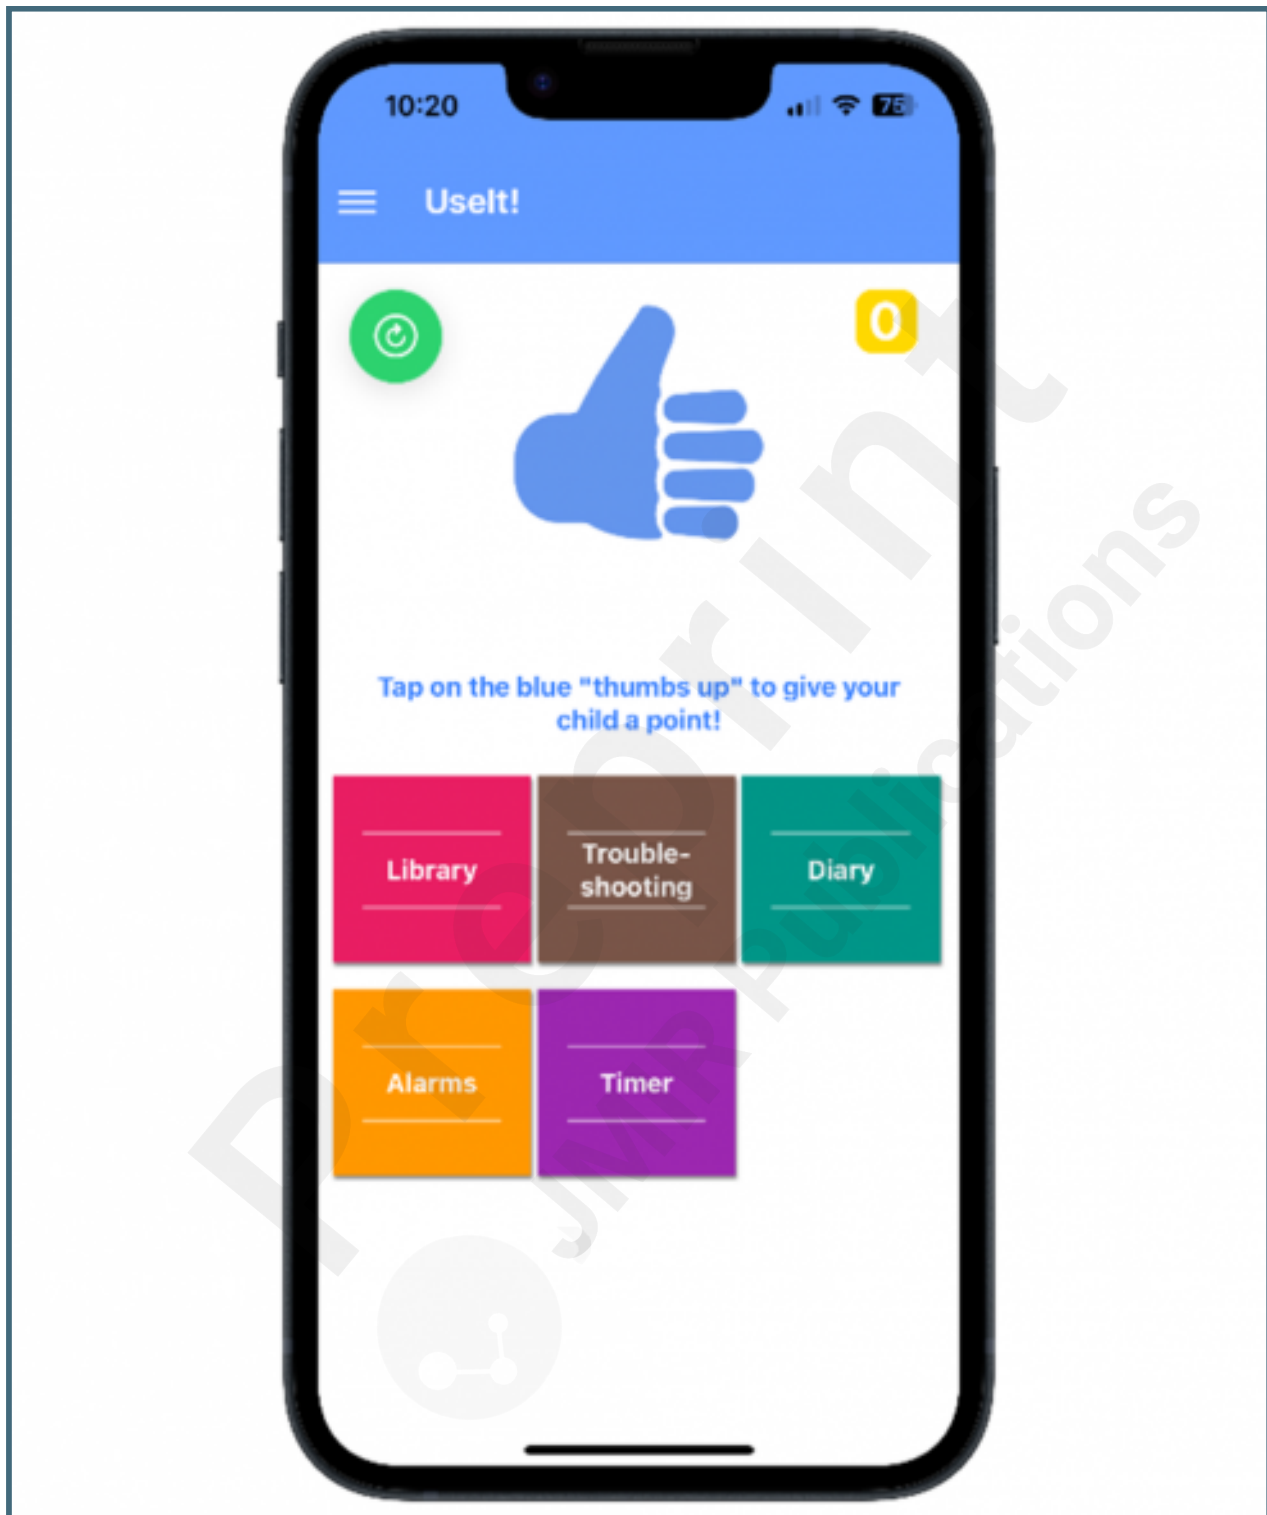 10:20
75
UseIt!
0
Tap on the blue "thumbs up" to give your
child a point!
Library
Trouble-
shooting
Diary
Alarms
Timer
Preprint
JMIR Publications